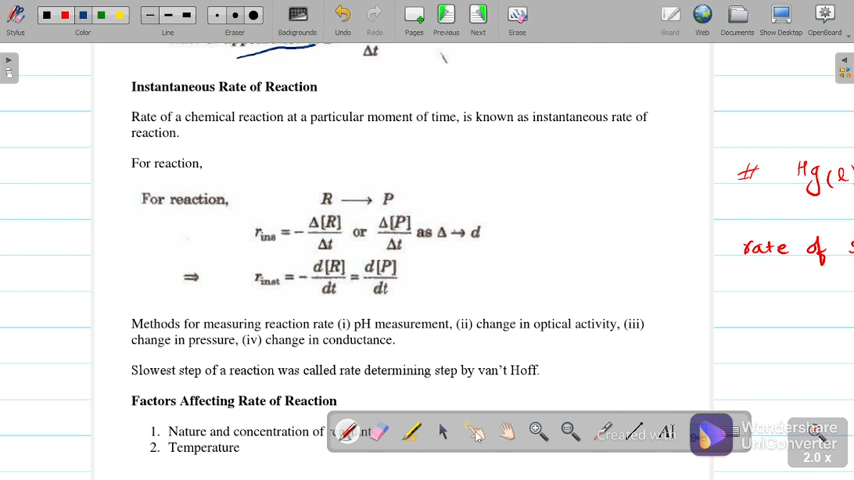 Stylus
Color
Line
Eraser
Backgrounds
Undo
Redo
Pages
Previous
Next
Erase
Board
Web
Documents
Show Desktop
OpenBoard
Δt
Instantaneous Rate of Reaction
Rate of a chemical reaction at a particular moment of time, is known as instantaneous rate of
reaction.
For reaction,
For reaction, R ⟶ P
r_ins = − Δ[R]/Δt or Δ[P]/Δt as Δ → d
⇒ r_inst = − d[R]/dt = d[P]/dt
# Hg(l
rate of
Methods for measuring reaction rate (i) pH measurement, (ii) change in optical activity, (iii)
change in pressure, (iv) change in conductance.
Slowest step of a reaction was called rate determining step by van't Hoff.
Factors Affecting Rate of Reaction
1. Nature and concentration of
2. Temperature
Created with
Wondershare
UniConverter
2.0 x